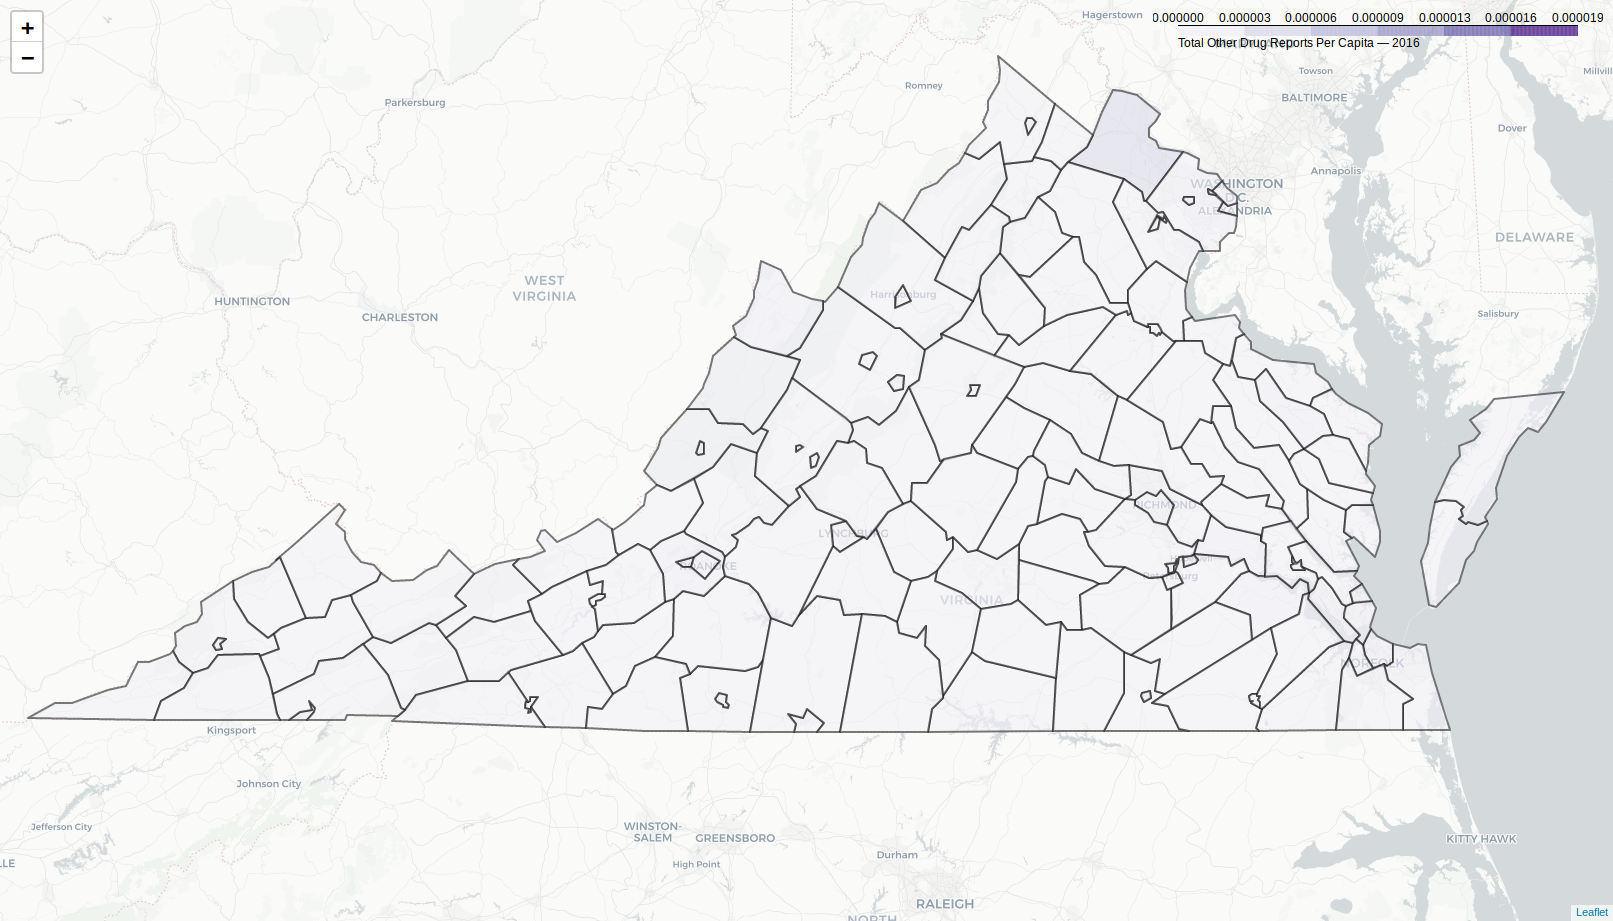 +
−
0.000000 0.000003 0.000006 0.000009 0.000013 0.000016 0.000019
Total Other Drug Reports Per Capita — 2016
Hagerstown
Towson
Millvill
Romney
BALTIMORE
Parkersburg
Dover
Annapolis
WASHINGTON
D.C.
ALEXANDRIA
DELAWARE
WEST
VIRGINIA
Harrisonburg
HUNTINGTON
CHARLESTON
Salisbury
RICHMOND
LYNCHBURG
ROANOKE
Petersburg
VIRGINIA
NORFOLK
Kingsport
Johnson City
Jefferson City
WINSTON-
SALEM
GREENSBORO
KITTY HAWK
High Point
Durham
LLE
RALEIGH
NORTH
Leaflet